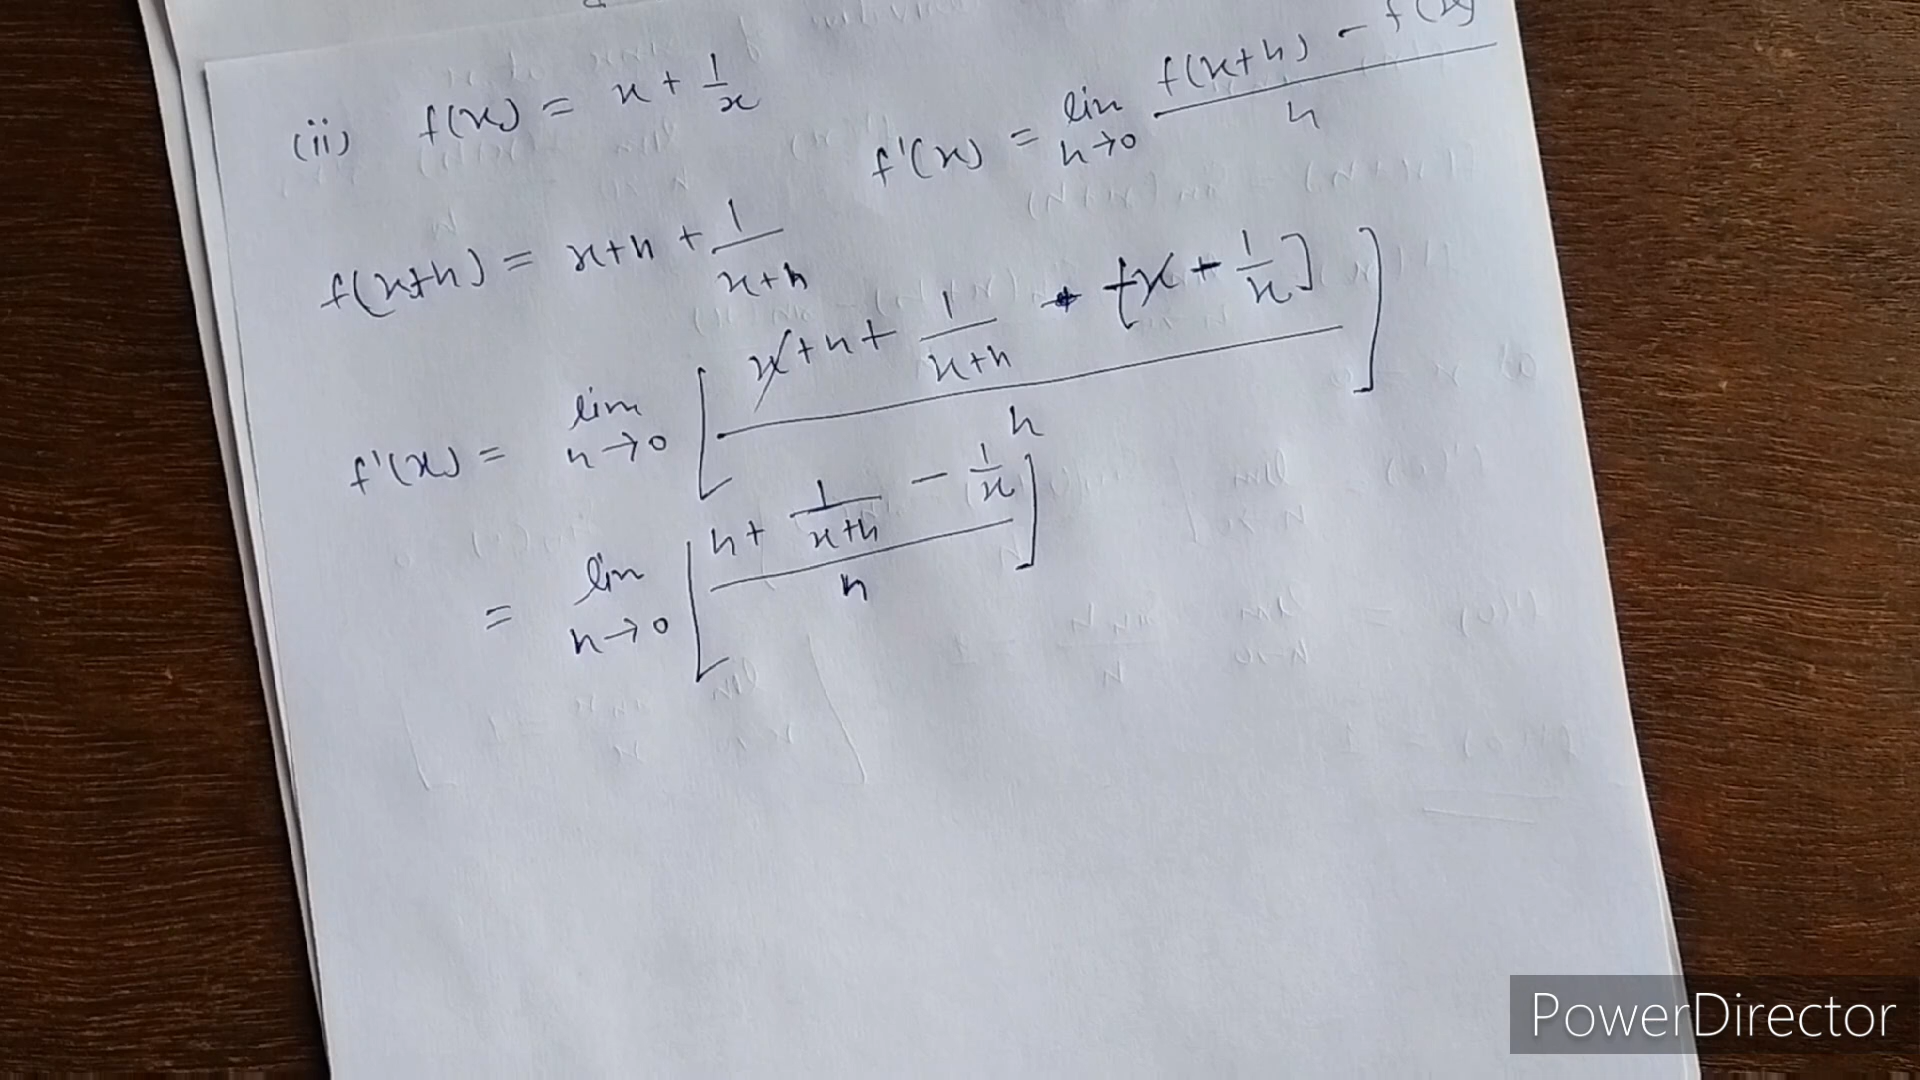 (ii) f(x) = x + 1/x
f'(x) = lim h→0 f(x+h) - f(x) / h
f(x+h) = x+h + 1/x+h
f'(x) = lim h→0 [x+h + 1/x+h - [x + 1/x] / h]
= lim h→0 [h + 1/x+h - 1/x / h]
PowerDirector